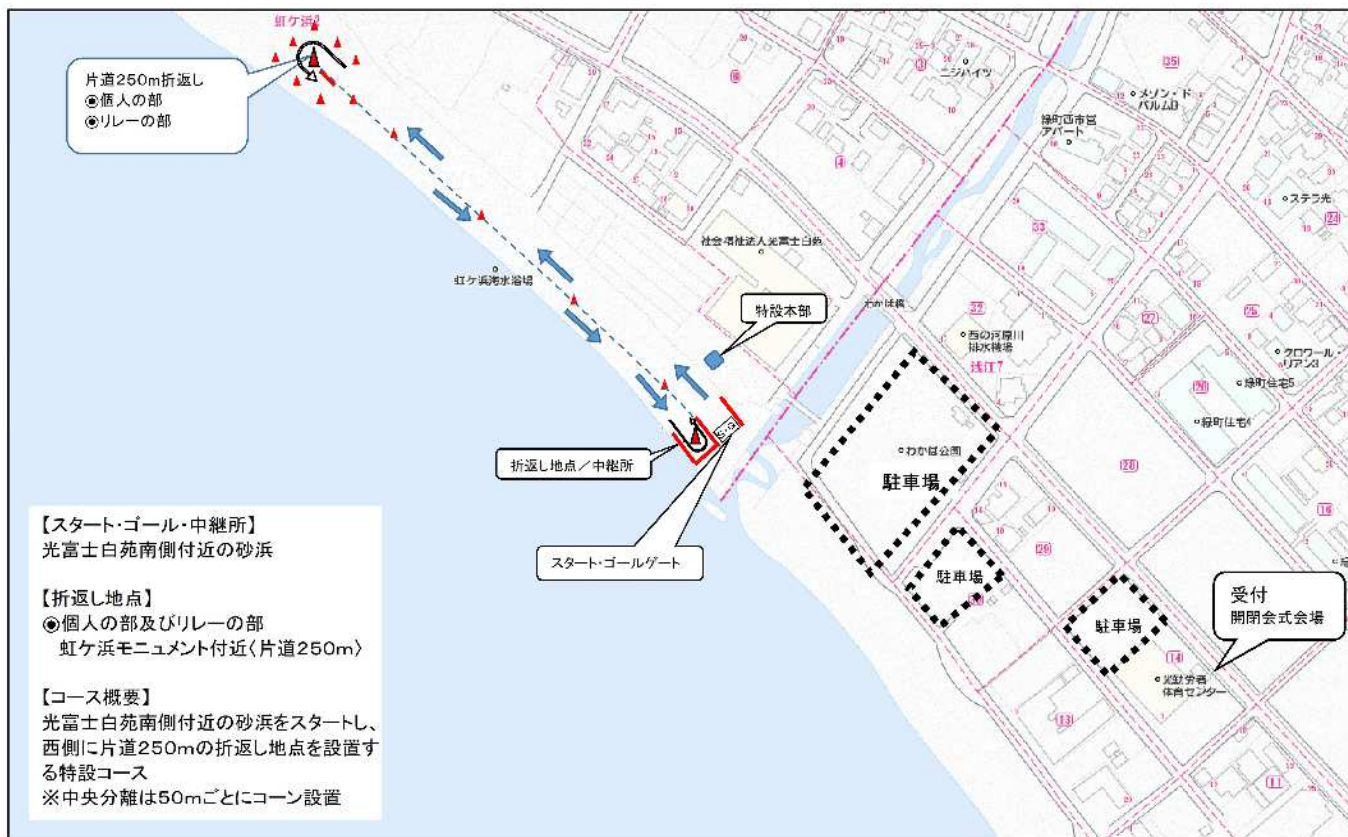 虹ケ浜3
片道250m折返し
◉個人の部
◉リレーの部
ニジハイツ
メゾン・ド
パルムB
緑町西市営
アパート
ステラ光
社会福祉法人光富士白苑
虹ケ浜海水浴場
特設本部
わかば橋
西の河原川
排水機場
浅江7
クロワール・
リアン3
緑町住宅5
緑町住宅4
わかば公園
駐車場
折返し地点／中継所
スタート・ゴールゲート
駐車場
駐車場
受付
開閉会式会場
光勤労者
体育センター
【スタート・ゴール・中継所】
光富士白苑南側付近の砂浜
【折返し地点】
◉個人の部及びリレーの部
虹ケ浜モニュメント付近〈片道250m〉
【コース概要】
光富士白苑南側付近の砂浜をスタートし、
西側に片道250mの折返し地点を設置す
る特設コース
※中央分離は50mごとにコーン設置